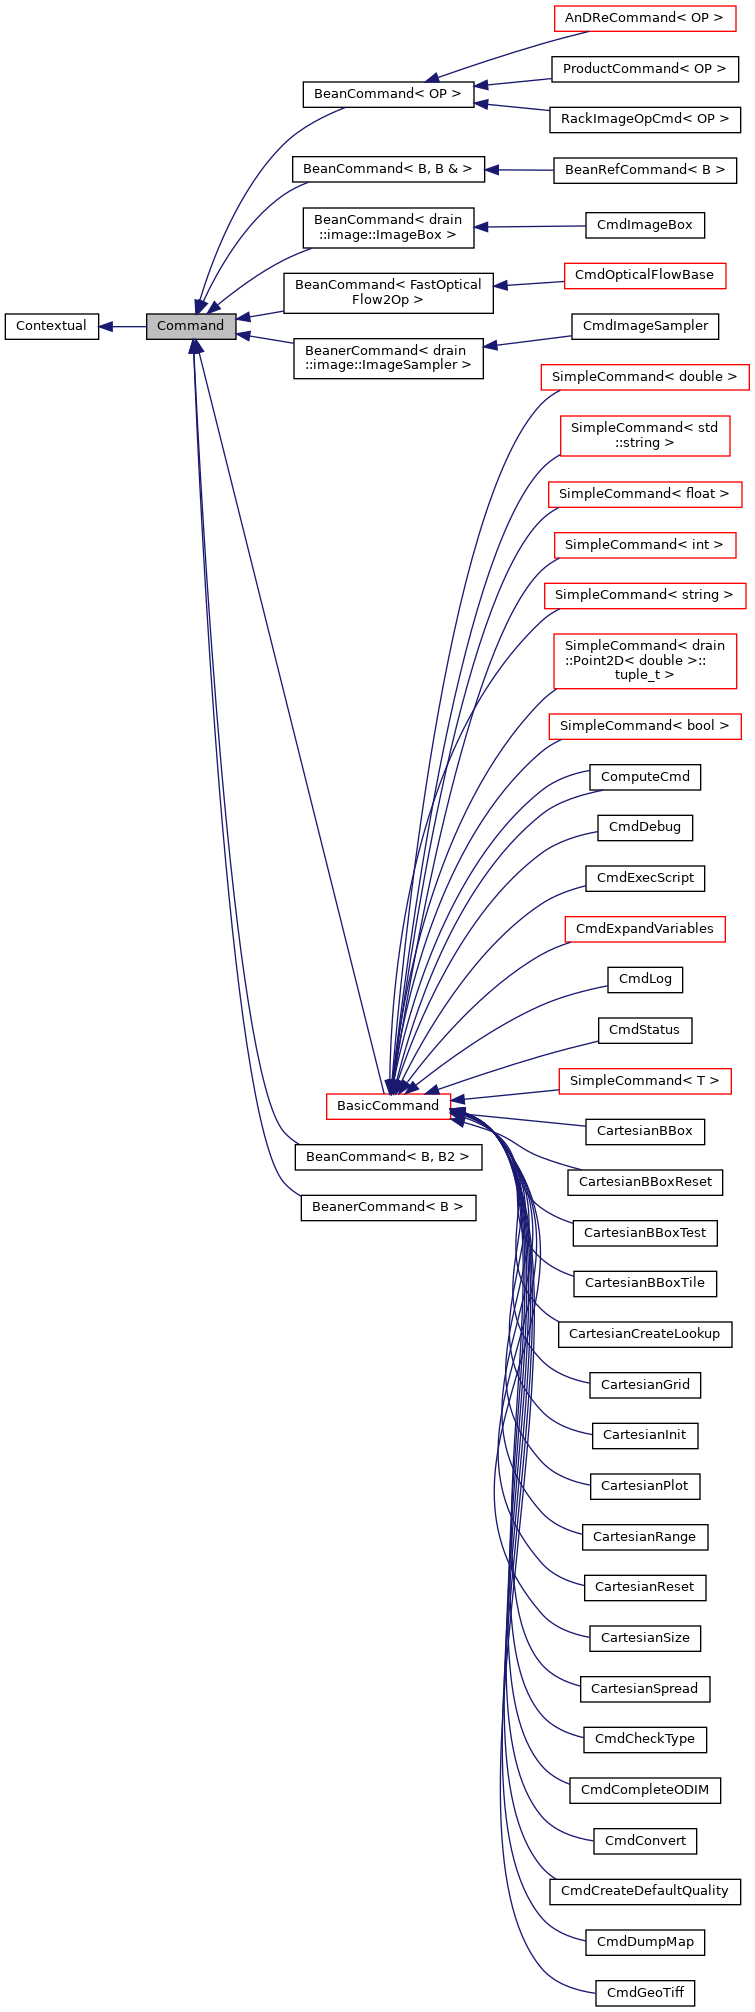 AnDReCommand< OP >
ProductCommand< OP >
BeanCommand< OP >
RackImageOpCmd< OP >
BeanCommand< B, B & >
BeanRefCommand< B >
BeanCommand< drain
::image::ImageBox >
CmdImageBox
BeanCommand< FastOptical
Flow2Op >
CmdOpticalFlowBase
Contextual
Command
CmdImageSampler
BeanerCommand< drain
::image::ImageSampler >
SimpleCommand< double >
SimpleCommand< std
::string >
SimpleCommand< float >
SimpleCommand< int >
SimpleCommand< string >
SimpleCommand< drain
::Point2D< double >::
tuple_t >
SimpleCommand< bool >
ComputeCmd
CmdDebug
CmdExecScript
CmdExpandVariables
CmdLog
CmdStatus
SimpleCommand< T >
BasicCommand
CartesianBBox
BeanCommand< B, B2 >
CartesianBBoxReset
BeanerCommand< B >
CartesianBBoxTest
CartesianBBoxTile
CartesianCreateLookup
CartesianGrid
CartesianInit
CartesianPlot
CartesianRange
CartesianReset
CartesianSize
CartesianSpread
CmdCheckType
CmdCompleteODIM
CmdConvert
CmdCreateDefaultQuality
CmdDumpMap
CmdGeoTiff